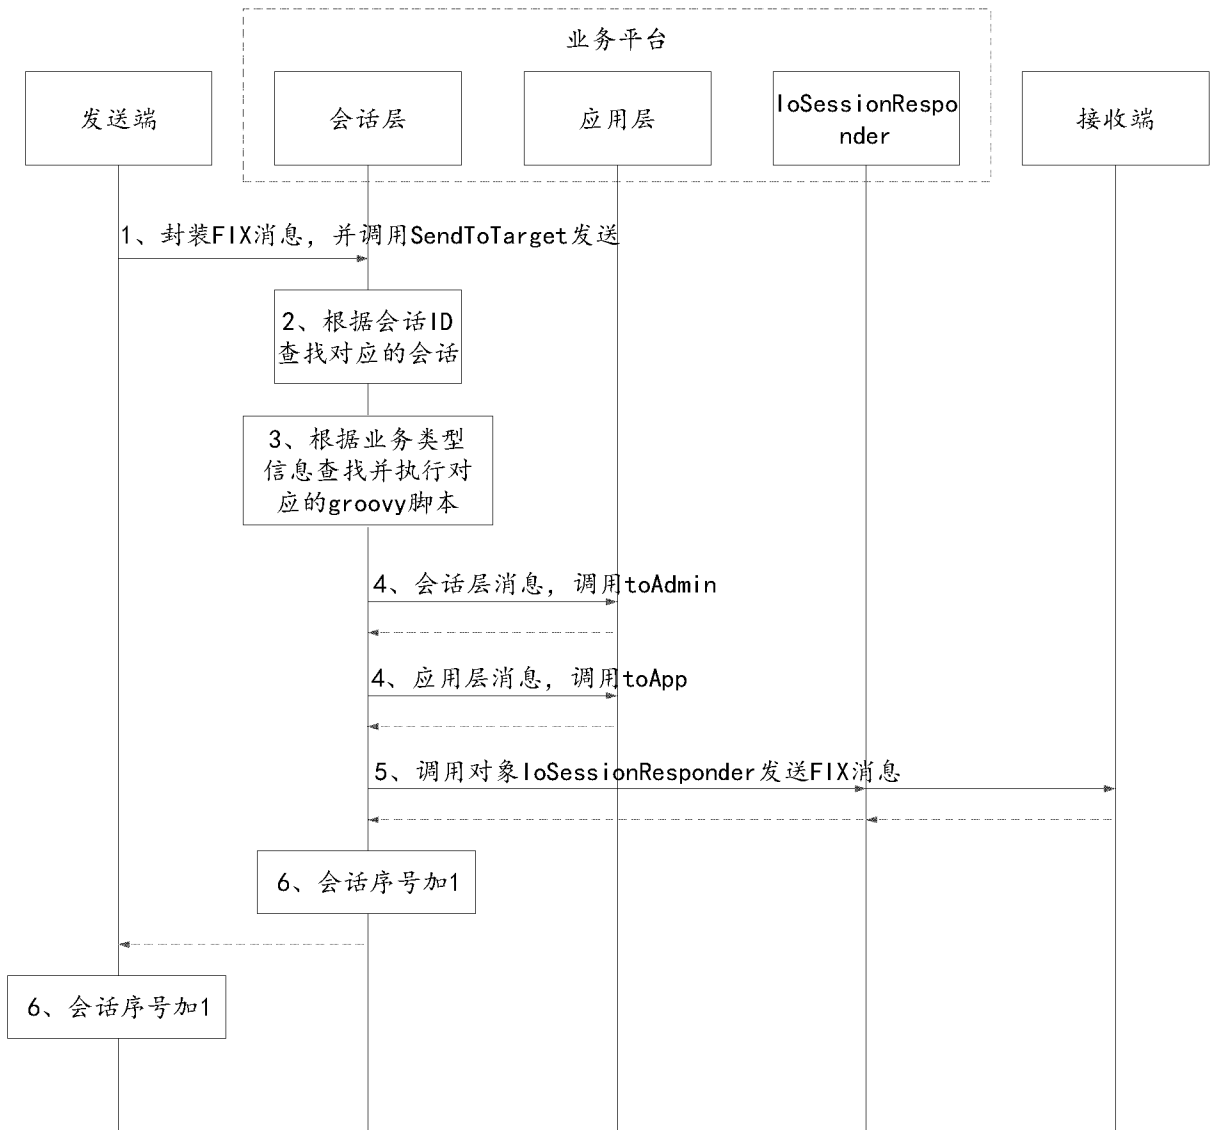 业务平台
发送端
会话层
应用层
IoSessionRespo
nder
接收端
1、封装FIX消息，并调用SendToTarget发送
2、根据会话ID
查找对应的会话
3、根据业务类型
信息查找并执行对
应的groovy脚本
4、会话层消息，调用toAdmin
4、应用层消息，调用toApp
5、调用对象IoSessionResponder发送FIX消息
6、会话序号加1
6、会话序号加1